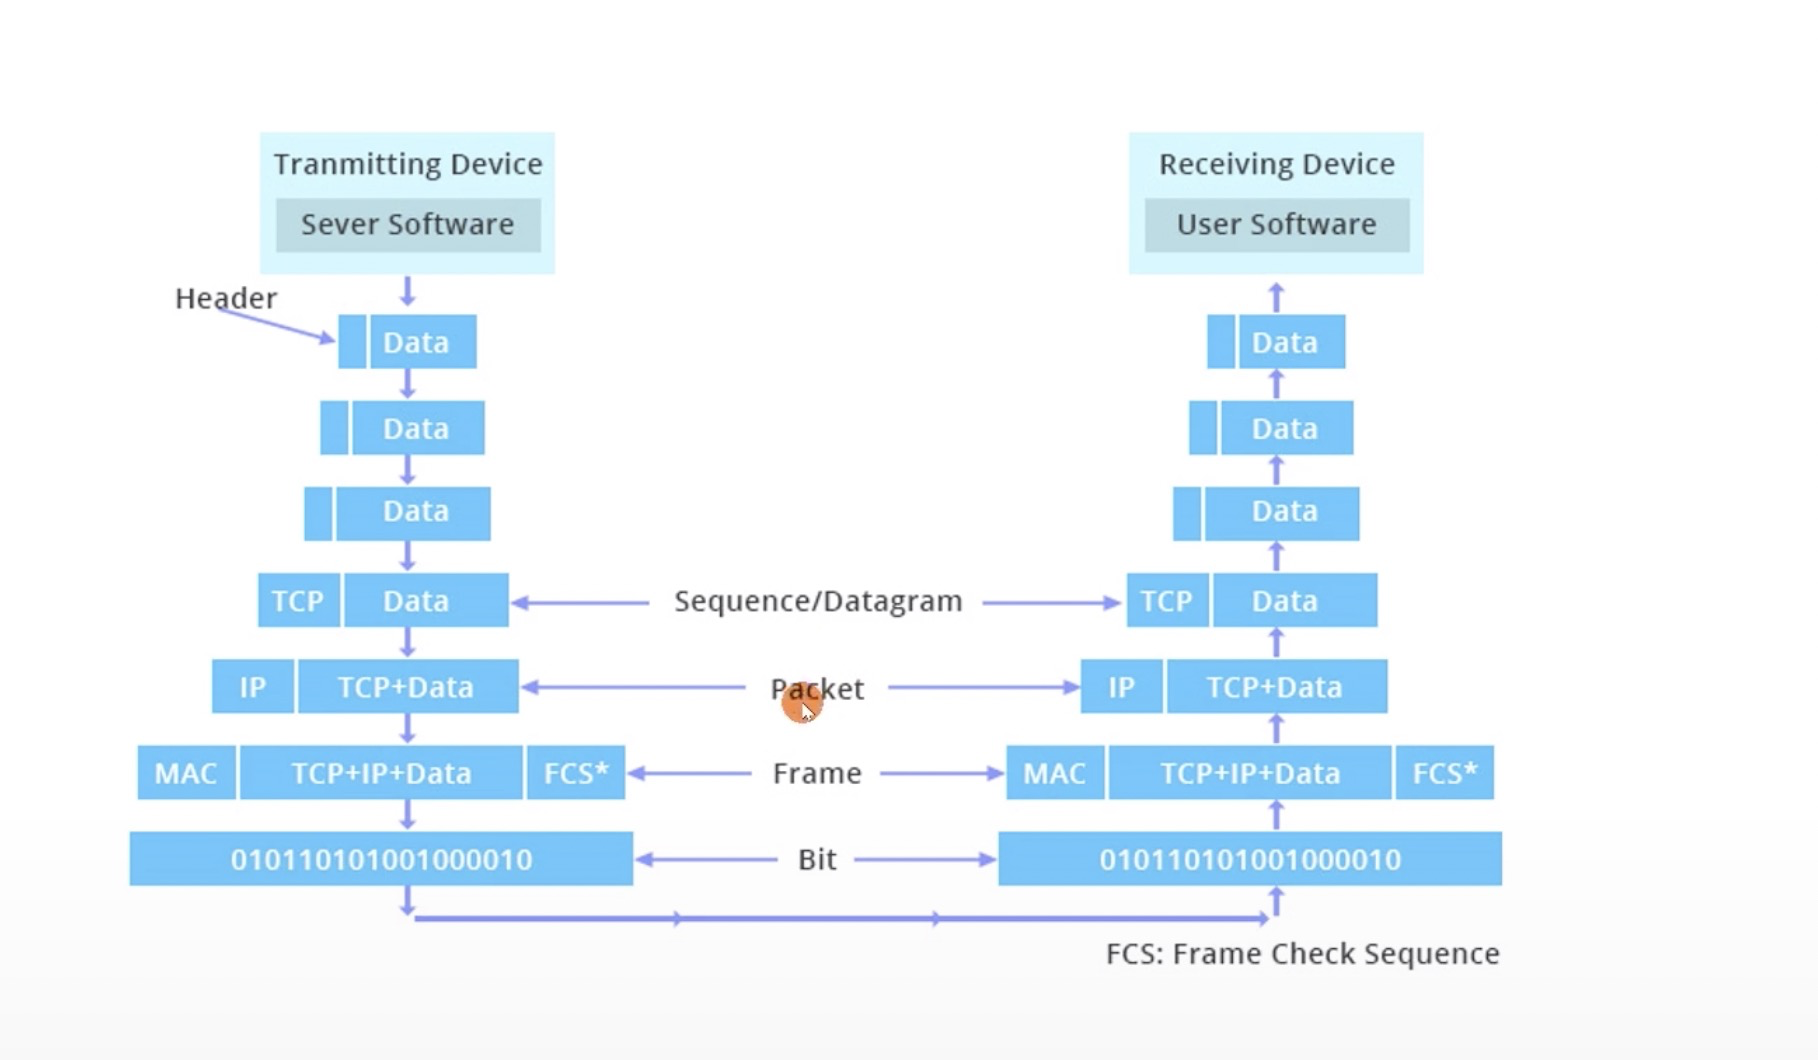 Tranmitting Device
Sever Software
Receiving Device
User Software
Header
Data
Data
Data
Data
Data
Data
TCP Data
Sequence/Datagram
TCP Data
IP TCP+Data
Packet
IP TCP+Data
MAC TCP+IP+Data FCS*
Frame
MAC TCP+IP+Data FCS*
010110101001000010
Bit
010110101001000010
FCS: Frame Check Sequence